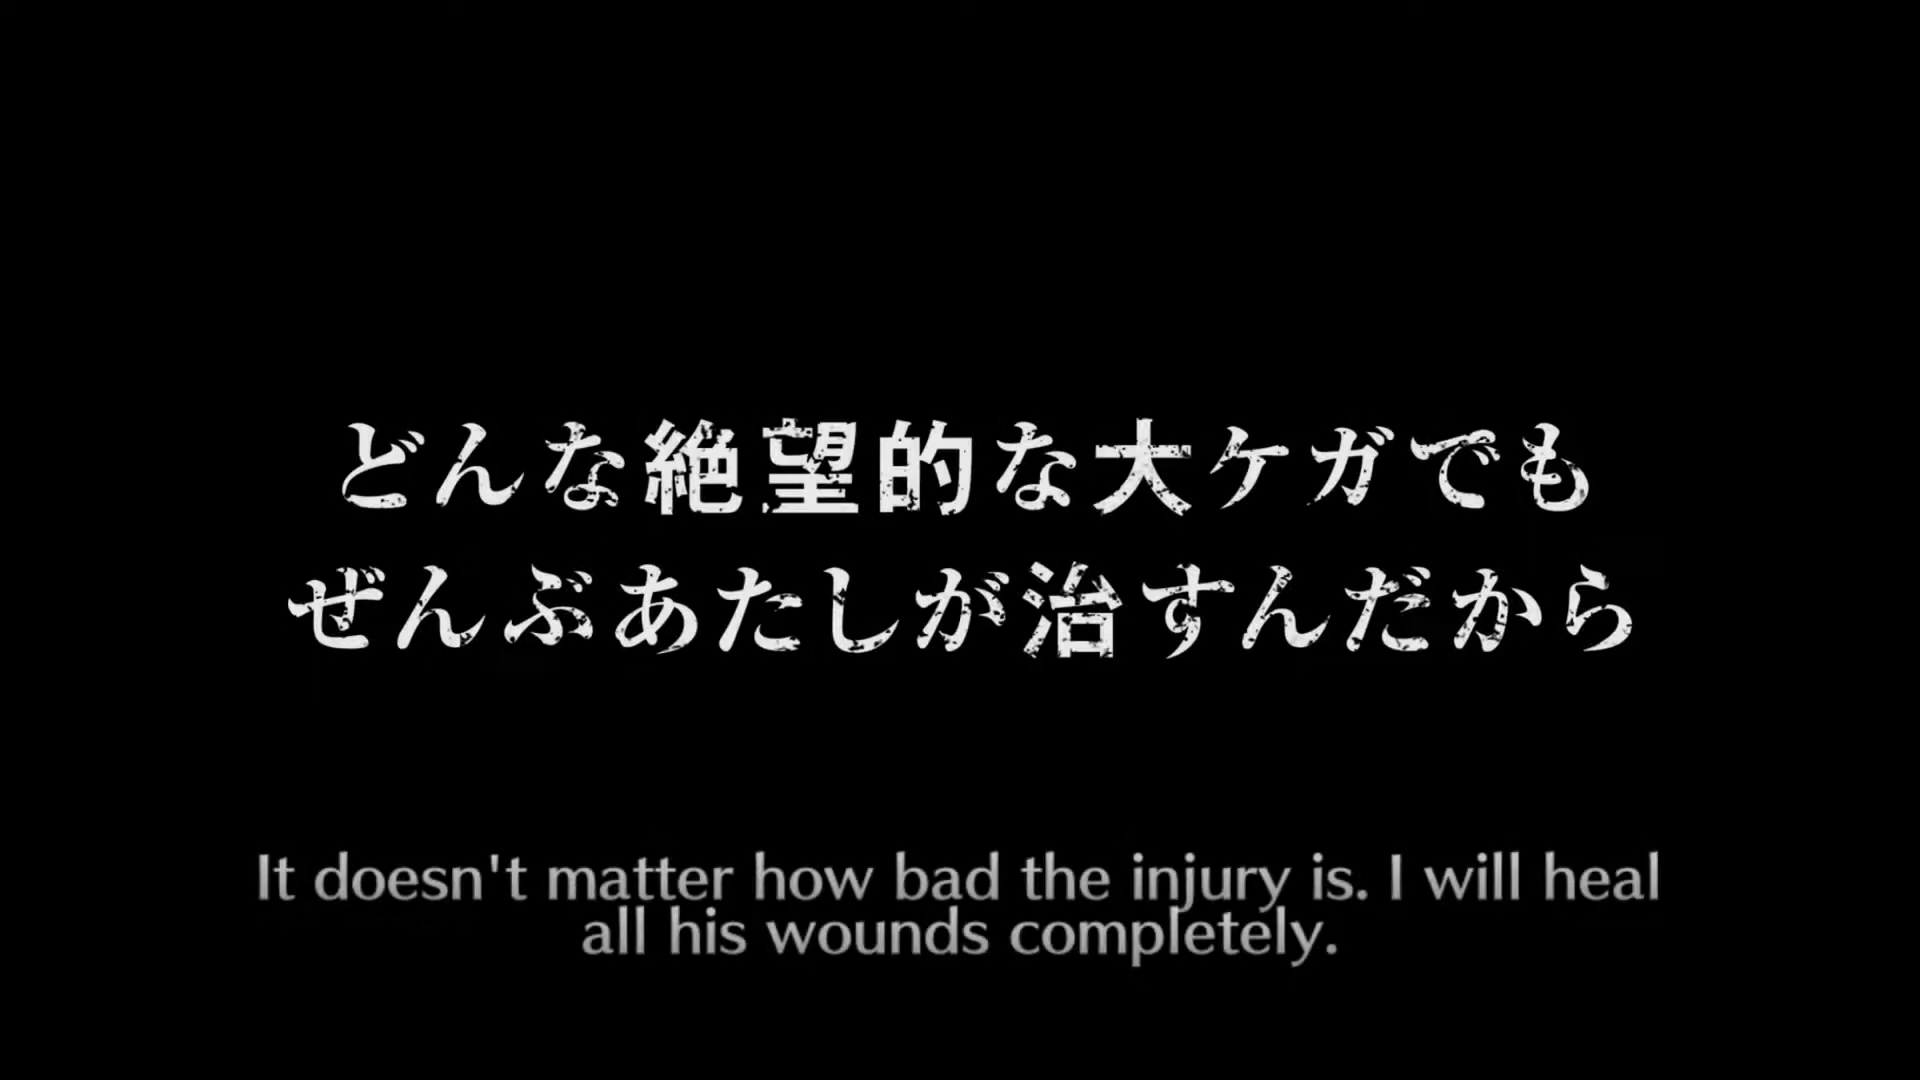 どんな絶望的な大ケガでも
ぜんぶあたしが治すんだから
It doesn't matter how bad the injury is. I will heal
all his wounds completely.